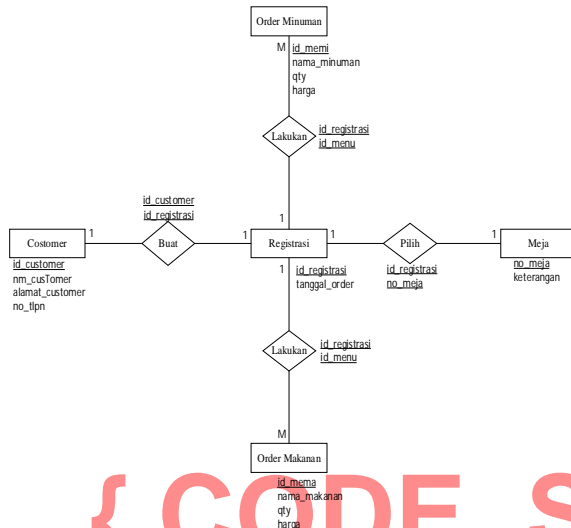 Order Minuman
M
id_memi
nama_minuman
qty
harga
Lakukan
id_registrasi
id_menu
1
id_customer
id_registrasi
Costomer
1
Buat
1
Registrasi
1
Pilih
1
Meja
id_customer
nm_cusTomer
alamat_customer
no_tlpn
1
id_registrasi
tanggal_order
id_registrasi
no_meja
no_meja
keterangan
Lakukan
id_registrasi
id_menu
M
Order Makanan
id_mema
nama_makanan
qty
harga
{ CODE S